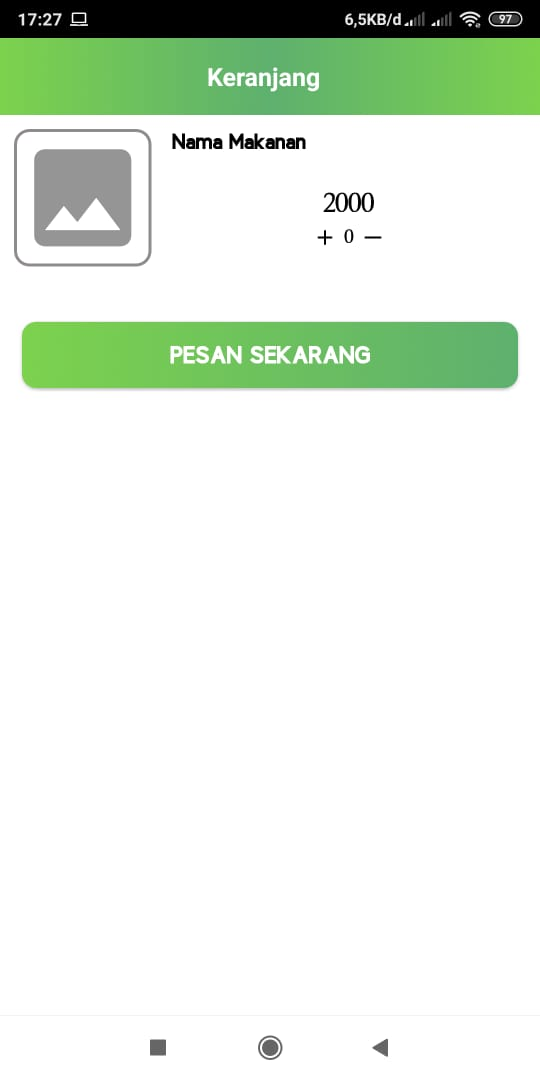 17:27 6,5KB/d 97
Keranjang
Nama Makanan
2000
+ 0 −
PESAN SEKARANG